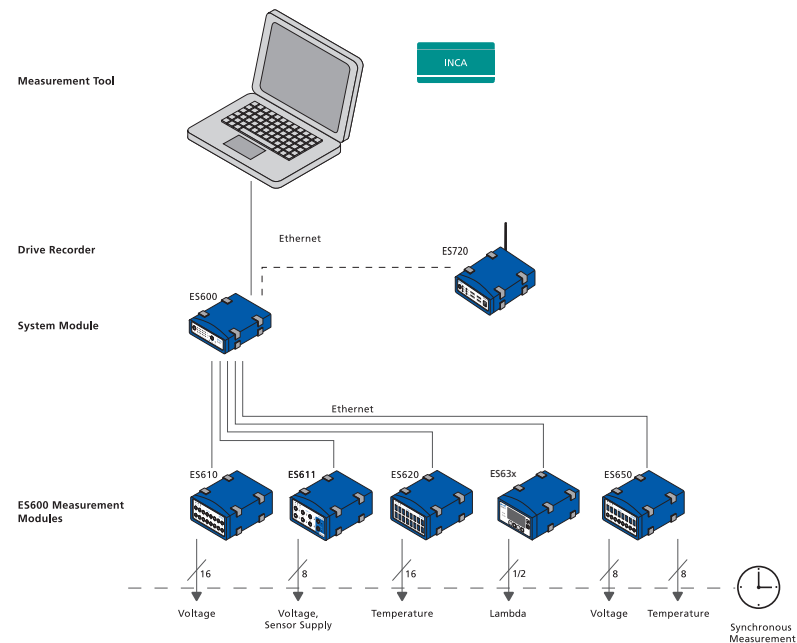 INCA
Measurement Tool
Ethernet
Drive Recorder
ES720
ES600
System Module
Ethernet
ES610
ES611
ES620
ES63x
ES650
ES600 Measurement
Modules
16
8
16
1/2
8
8
Voltage
Voltage,
Sensor Supply
Temperature
Lambda
Voltage
Temperature
Synchronous
Measurement